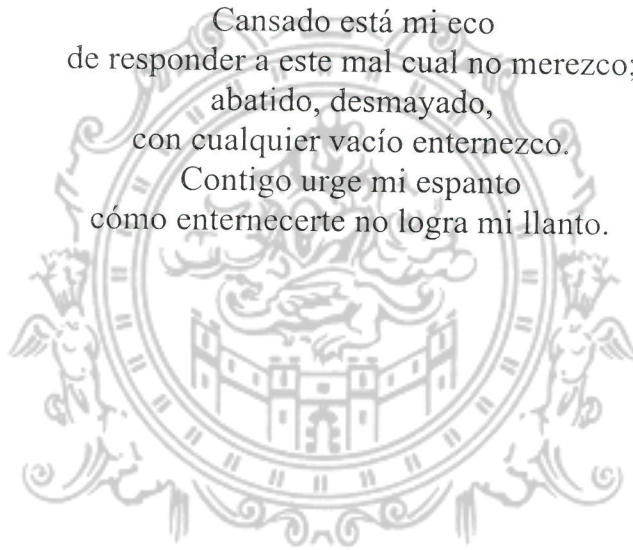 Cansado está mi eco
de responder a este mal cual no merezco;
abatido, desmayado,
con cualquier vacío enternezco.
Contigo urge mi espanto
cómo enternecerte no logra mi llanto.